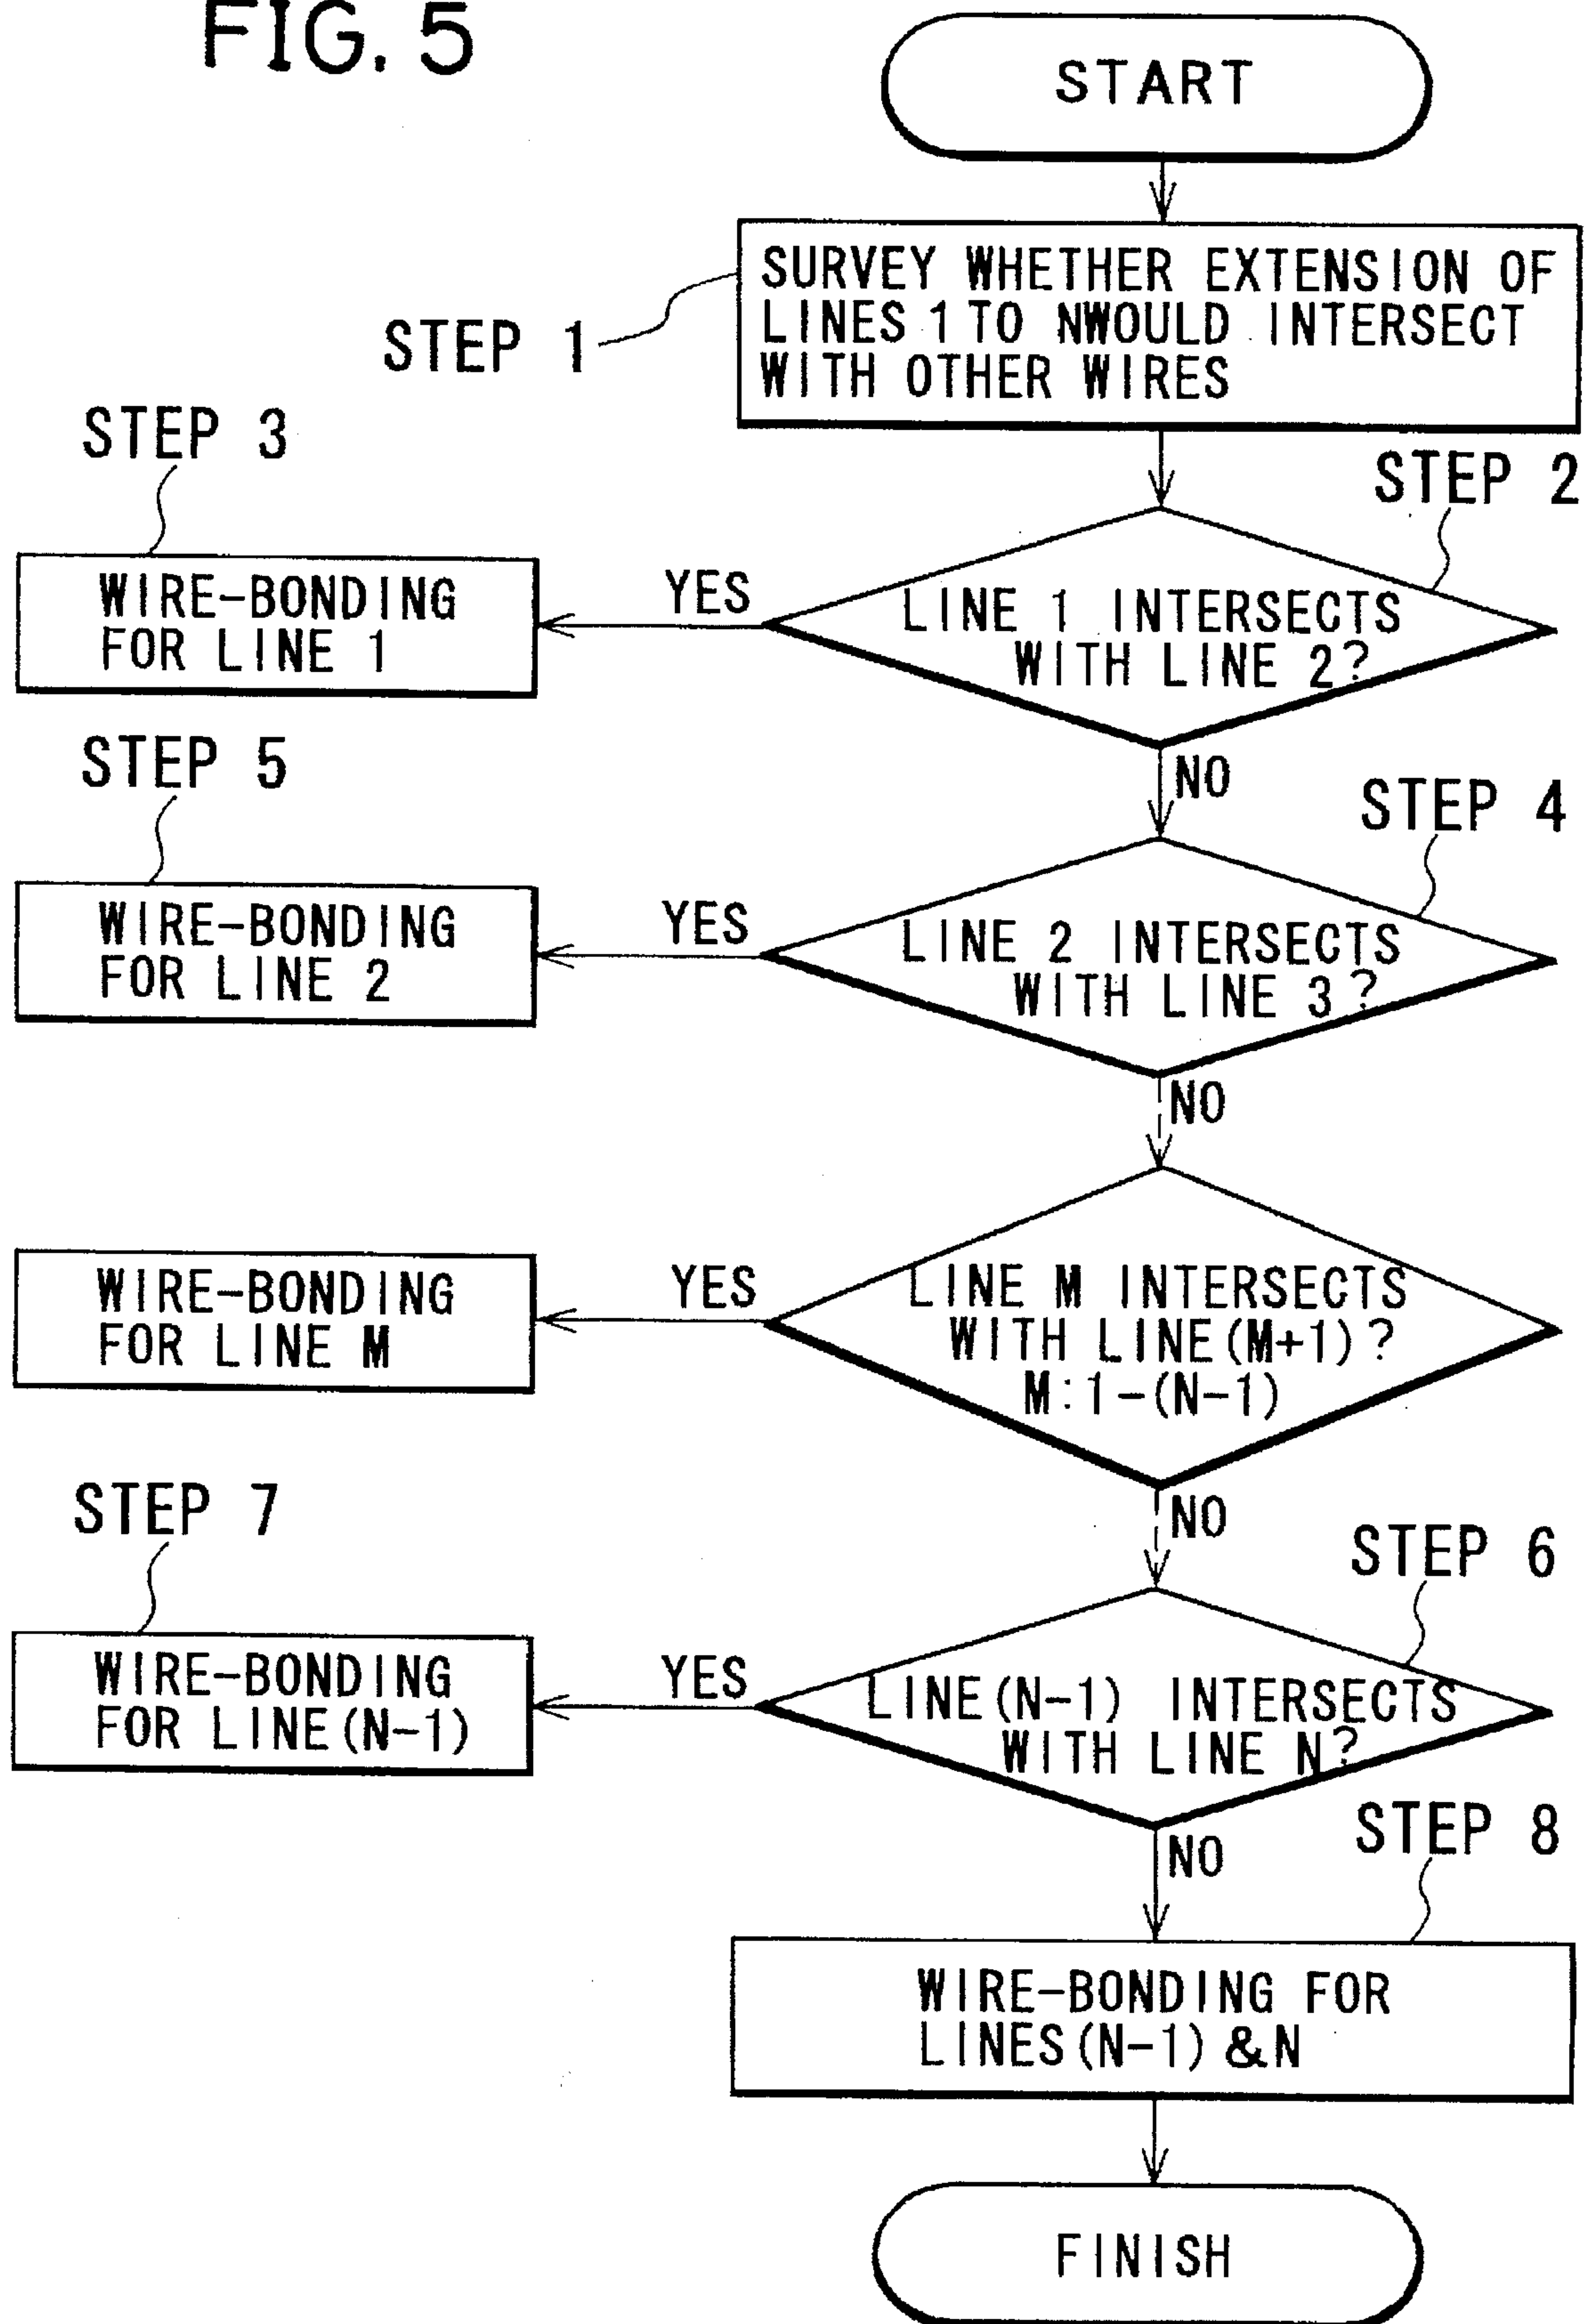 FIG. 5
START
STEP 1
SURVEY WHETHER EXTENSION OF
LINES 1 TO NWOULD INTERSECT
WITH OTHER WIRES
STEP 2
LINE 1 INTERSECTS
WITH LINE 2?
YES
STEP 3
WIRE-BONDING
FOR LINE 1
NO
STEP 4
LINE 2 INTERSECTS
WITH LINE 3?
YES
STEP 5
WIRE-BONDING
FOR LINE 2
NO
LINE M INTERSECTS
WITH LINE(M+1)?
M:1-(N-1)
YES
WIRE-BONDING
FOR LINE M
NO
STEP 6
LINE(N-1) INTERSECTS
WITH LINE N?
YES
STEP 7
WIRE-BONDING
FOR LINE(N-1)
NO
STEP 8
WIRE-BONDING FOR
LINES(N-1)&N
FINISH